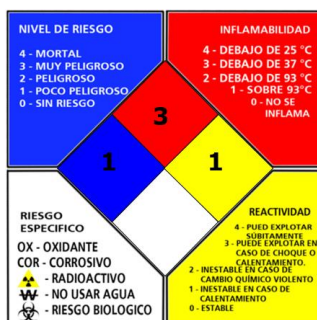 NIVEL DE RIESGO
4 - MORTAL
3 - MUY PELIGROSO
2 - PELIGROSO
1 - POCO PELIGROSO
0 - SIN RIESGO
INFLAMABILIDAD
4 - DEBAJO DE 25 °C
3 - DEBAJO DE 37 °C
2 - DEBAJO DE 93 °C
1 - SOBRE 93°C
0 - NO SE
INFLAMA
3
1
1
RIESGO
ESPECIFICO
OX - OXIDANTE
COR - CORROSIVO
- RADIOACTIVO
W - NO USAR AGUA
- RIESGO BIOLOGICO
REACTIVIDAD
4 - PUED EXPLOTAR
SÚBITAMENTE
3 - PUEDE EXPLOTAR EN
CASO DE CHOQUE O
CALENTAMIENTO.
2 - INESTABLE EN CASO DE
CAMBIO QUÍMICO VIOLENTO
1 - INESTABLE EN CASO DE
CALENTAMIENTO
0 - ESTABLE